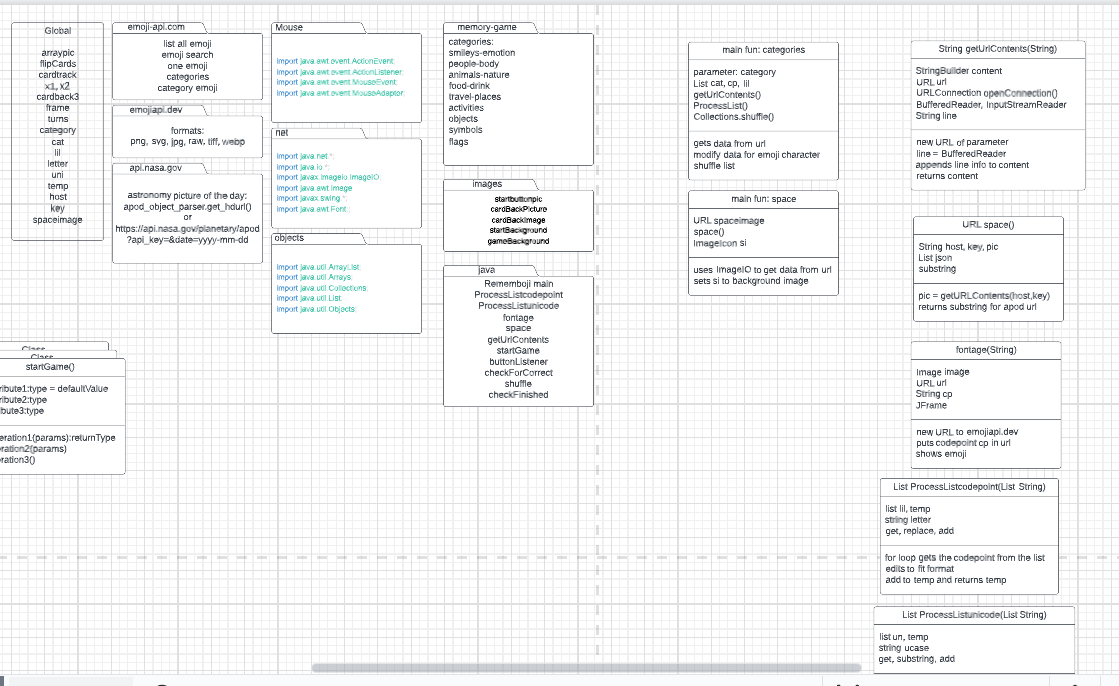 Global
arraypic
flipCards
cardtrack
x1, x2
cardback3
frame
turns
category
cat
lil
letter
uni
temp
host
key
spaceimage
emoji-api.com
list all emoji
emoji search
one emoji
categories
category emoji
emojiapi.dev
formats:
png, svg, jpg, raw, tiff, webp
api.nasa.gov
astronomy picture of the day:
apod_object_parser.get_hdurl()
or
https://api.nasa.gov/planetary/apod
?api_key=&date=yyyy-mm-dd
Mouse
import java.awt.event.ActionEvent;
import java.awt.event.ActionListener;
import java.awt.event.MouseEvent;
import java.awt.event.MouseAdaptor;
net
import java.net.*;
import java.io.*;
import javax.imageio.ImageIO;
import java.awt.Image
import javax.swing.*;
import java.awt.Font;
objects
import java.util.ArrayList;
import java.util.Arrays;
import java.util.Collections;
import java.util.List;
import java.util.Objects;
memory-game
categories:
smileys-emotion
people-body
animals-nature
food-drink
travel-places
activities
objects
symbols
flags
images
startbuttonpic
cardBackPicture
cardBackImage
startBackground
gameBackground
java
Rememboji main
ProcessListcodepoint
ProcessListunicode
fontage
space
getUrlContents
startGame
buttonListener
checkForCorrect
shuffle
checkFinished
Class
Class
startGame()
ribute1:type = defaultValue
ribute2:type
bute3:type
eration1(params):returnType
eration2(params)
ration3()
main fun: categories
parameter: category
List cat, cp, lil
getUrlContents()
ProcessList()
Collections.shuffle()
gets data from url
modify data for emoji character
shuffle list
main fun: space
URL spaceimage
space()
ImageIcon si
uses ImageIO to get data from url
sets si to background image
String getUrlContents(String)
StringBuilder content
URL url
URLConnection openConnection()
BufferedReader, InputStreamReader
String line
new URL of parameter
line = BufferedReader
appends line info to content
returns content
URL space()
String host, key, pic
List json
substring
pic = getURLContents(host,key)
returns substring for apod url
fontage(String)
Image image
URL url
String cp
JFrame
new URL to emojiapi.dev
puts codepoint cp in url
shows emoji
List ProcessListcodepoint(List String)
list lil, temp
string letter
get, replace, add
for loop gets the codepoint from the list
edits to fit format
add to temp and returns temp
List ProcessListunicode(List String)
list un, temp
string ucase
get, substring, add